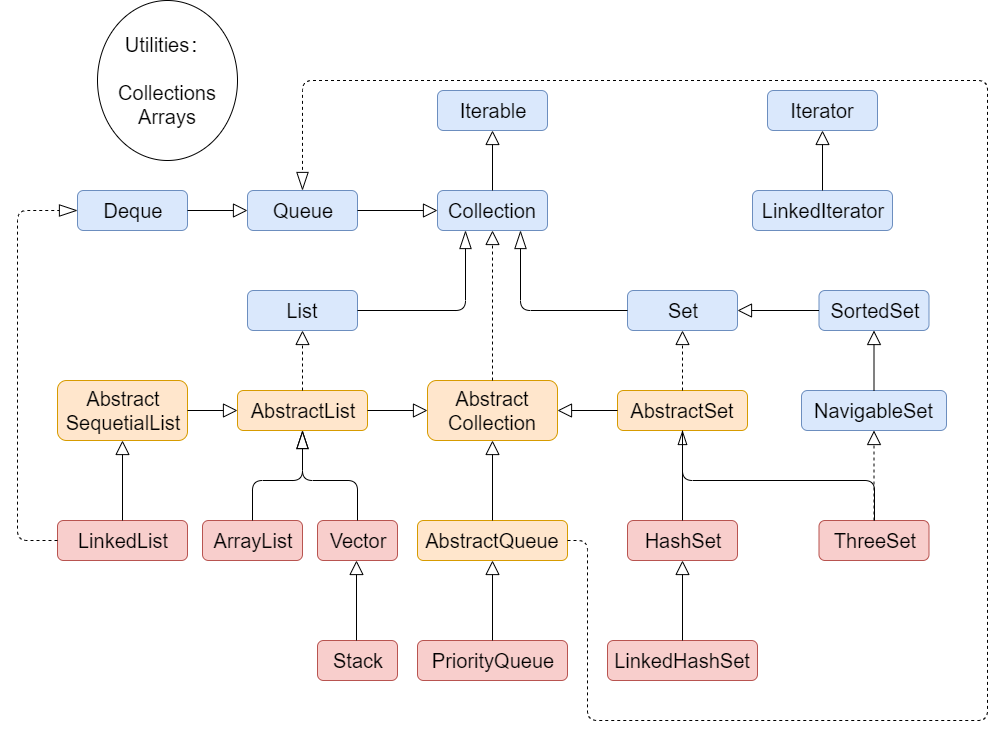 Utilities:
Collections
Arrays
Iterable
Iterator
Deque
Queue
Collection
LinkedIterator
List
Set
SortedSet
Abstract
SequetialList
AbstractList
Abstract
Collection
AbstractSet
NavigableSet
LinkedList
ArrayList
Vector
AbstractQueue
HashSet
ThreeSet
Stack
PriorityQueue
LinkedHashSet